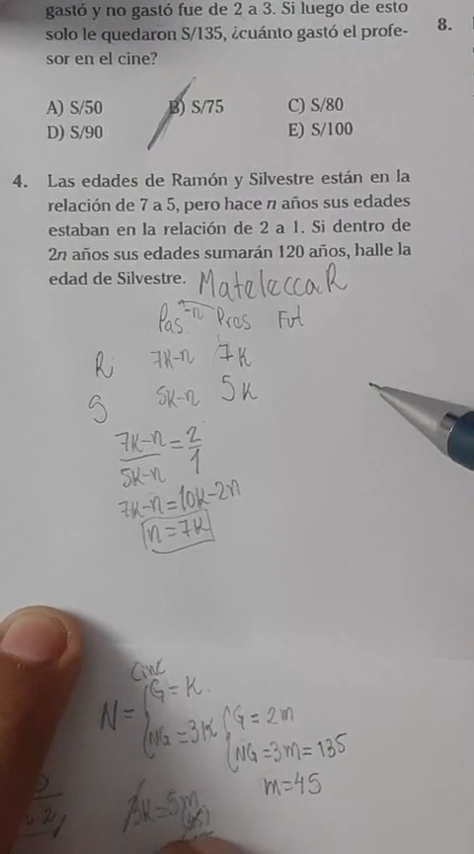 gastó y no gastó fue de 2 a 3. Si luego de esto
solo le quedaron S/135, ¿cuánto gastó el profe-
sor en el cine?
8.
A) S/50 B) S/75 C) S/80
D) S/90 E) S/100
4. Las edades de Ramón y Silvestre están en la
relación de 7 a 5, pero hace n años sus edades
estaban en la relación de 2 a 1. Si dentro de
2n años sus edades sumarán 120 años, halle la
edad de Silvestre. MateleccaR
Pas -n Pres Fut
R 7k-n 7k
S 5k-n 5k
7k-n = 2
5k-n 1
7k-n=10k-2n
n=7k
Cine
G=k.
N= NG=3k G=2m
NG=3m=135
m=45
3k=5m